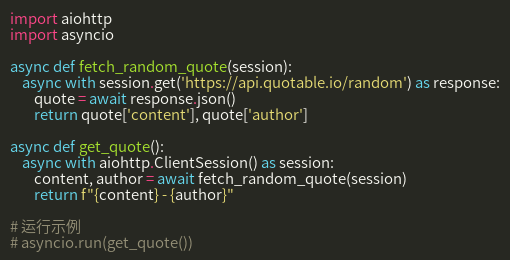 import aiohttp
import asyncio

async def fetch_random_quote(session):
    async with session.get('https://api.quotable.io/random') as response:
        quote = await response.json()
        return quote['content'], quote['author']

async def get_quote():
    async with aiohttp.ClientSession() as session:
        content, author = await fetch_random_quote(session)
        return f"{content} - {author}"

# 运行示例
# asyncio.run(get_quote())